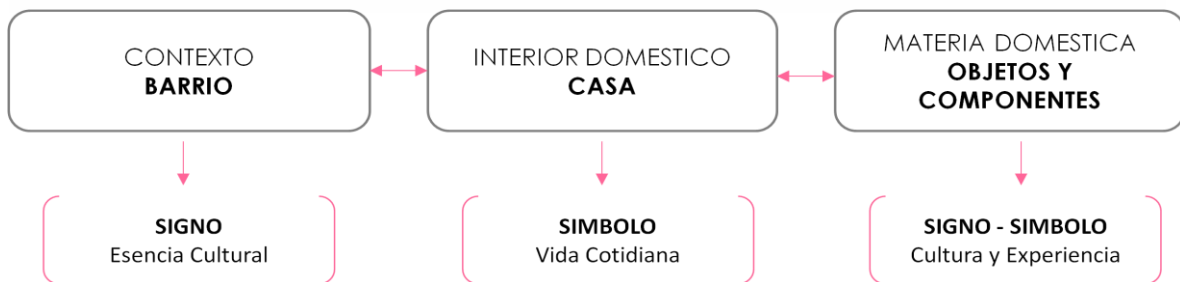 CONTEXTO
BARRIO
INTERIOR DOMESTICO
CASA
MATERIA DOMESTICA
OBJETOS Y
COMPONENTES
SIGNO
Esencia Cultural
SIMBOLO
Vida Cotidiana
SIGNO - SIMBOLO
Cultura y Experiencia